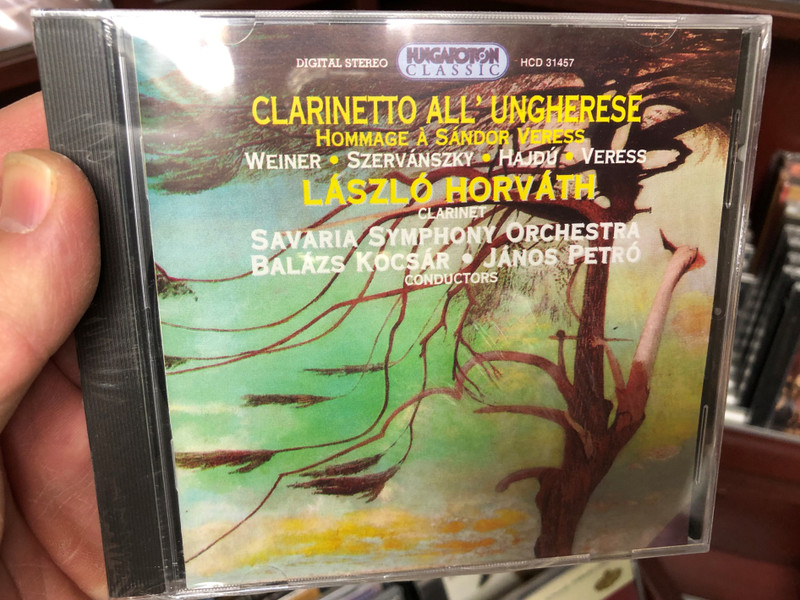 DIGITAL STEREO HUNGAROTON CLASSIC HCD 31457
CLARINETTO ALL' UNGHERESE
HOMMAGE À SÁNDOR VERESS
WEINER • SZERVÁNSZKY • HAJDÚ • VERESS
LÁSZLÓ HORVÁTH
CLARINET
SAVARIA SYMPHONY ORCHESTRA
BALÁZS KOCSÁR • JÁNOS PETRÓ
CONDUCTORS